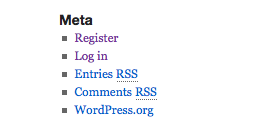 Meta
Register
Log in
Entries RSS
Comments RSS
WordPress.org